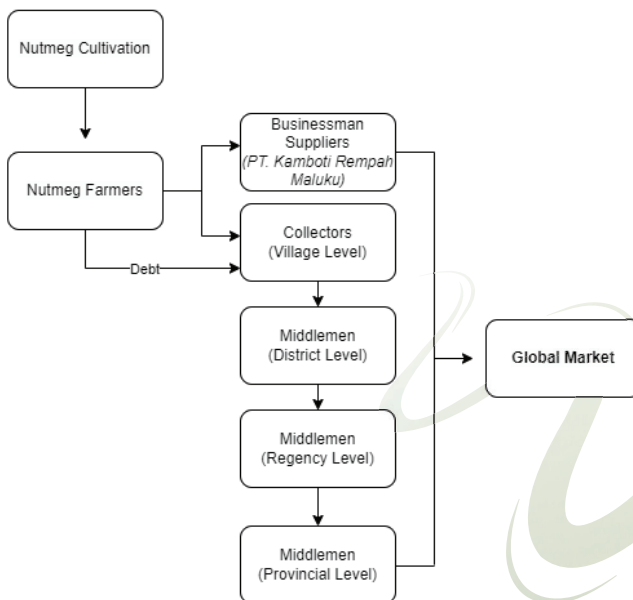 Nutmeg Cultivation
Nutmeg Farmers
Businessman
Suppliers
(PT. Kamboti Rempah
Maluku)
Collectors
(Village Level)
Debt
Middlemen
(District Level)
Global Market
Middlemen
(Regency Level)
Middlemen
(Provincial Level)